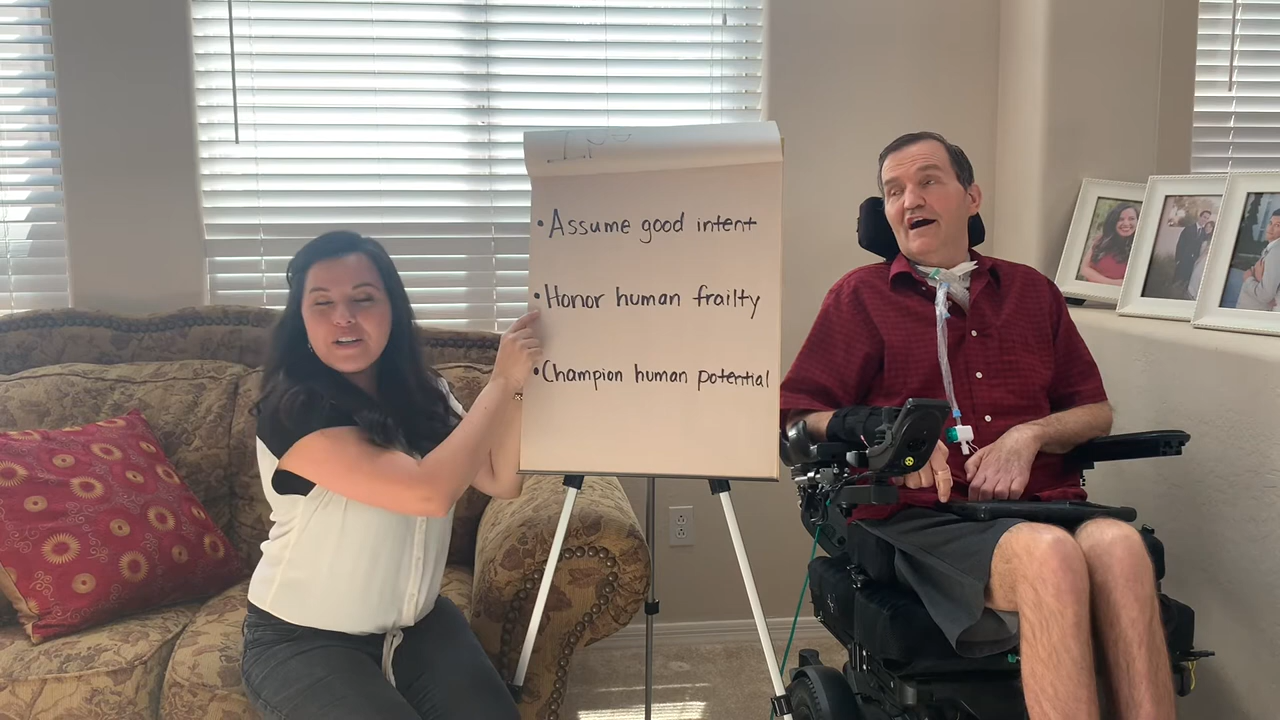 • Assume good intent
• Honor human frailty
• Champion human potential